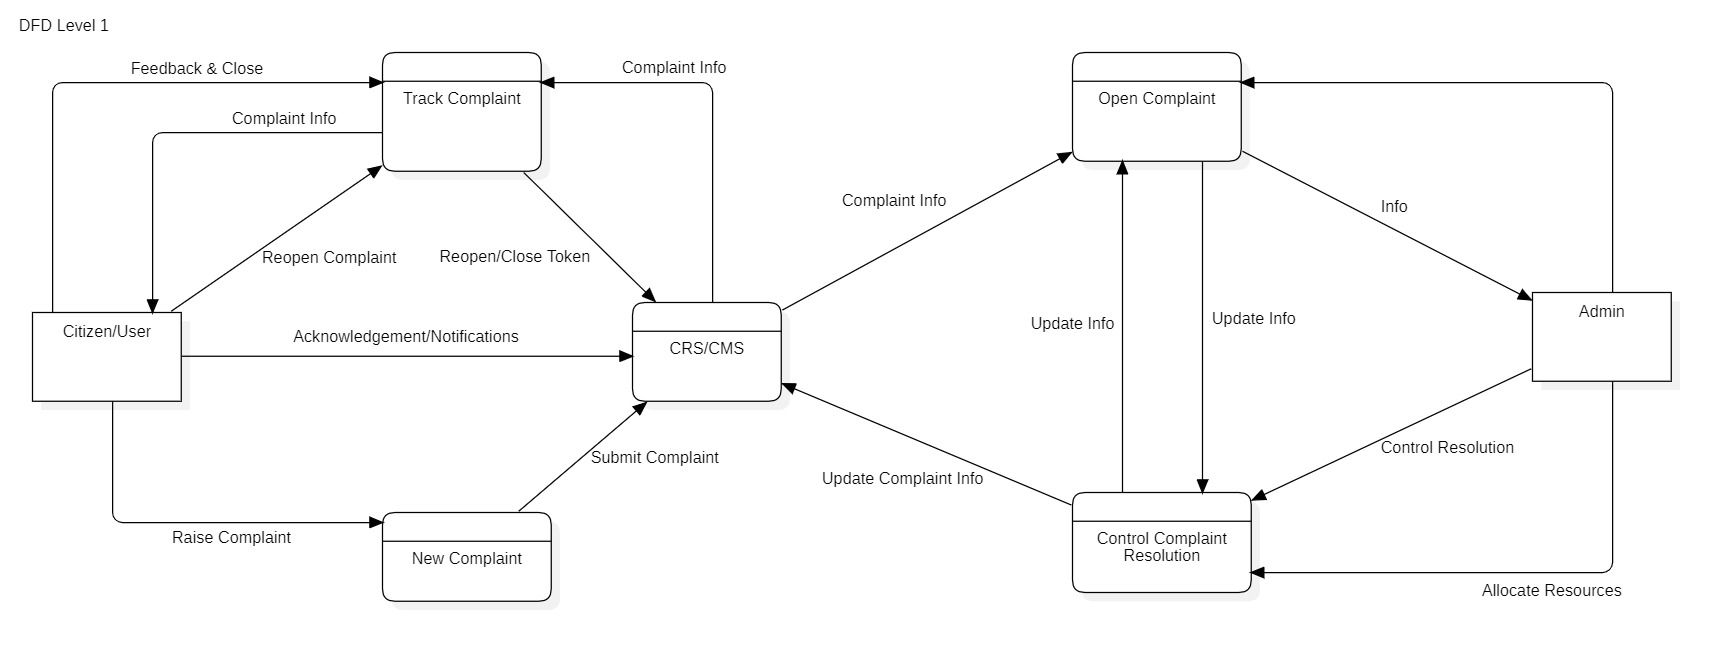 DFD Level 1
Feedback & Close
Complaint Info
Track Complaint
Open Complaint
Complaint Info
Complaint Info
Info
Reopen Complaint
Reopen/Close Token
Citizen/User
Acknowledgement/Notifications
CRS/CMS
Update Info
Update Info
Admin
Submit Complaint
Control Resolution
Update Complaint Info
Raise Complaint
New Complaint
Control Complaint
Resolution
Allocate Resources